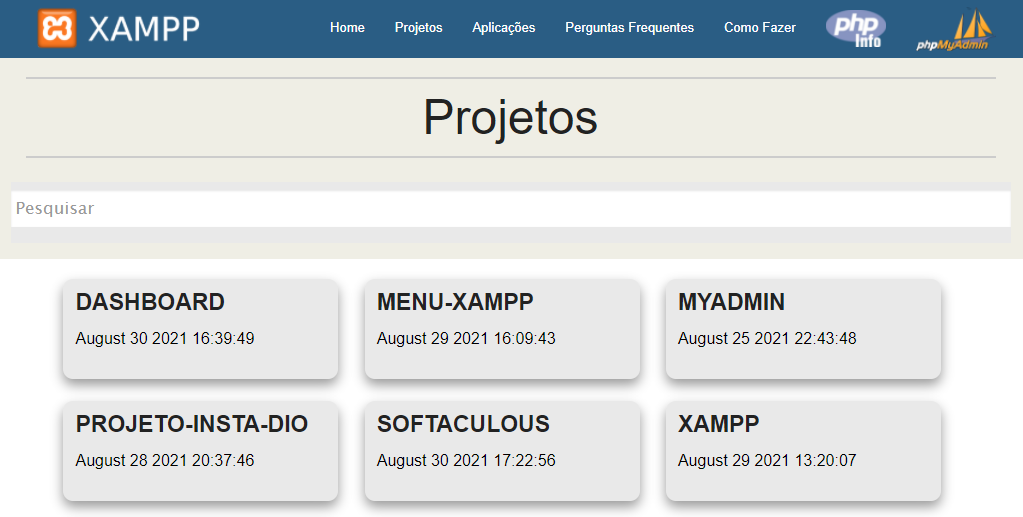 XAMPP Home Projetos Aplicações Perguntas Frequentes Como Fazer php Info phpMyAdmin
Projetos
Pesquisar
DASHBOARD MENU-XAMPP MYADMIN
August 30 2021 16:39:49 August 29 2021 16:09:43 August 25 2021 22:43:48
PROJETO-INSTA-DIO SOFTACULOUS XAMPP
August 28 2021 20:37:46 August 30 2021 17:22:56 August 29 2021 13:20:07